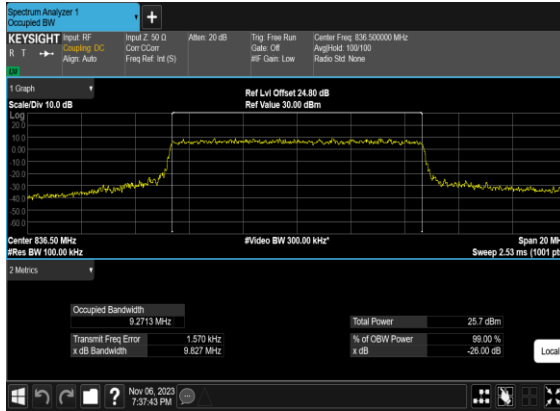 Spectrum Analyzer 1
Occupied BW
KEYSIGHT Input: RF Input Z: 50 Ω Atten: 20 dB Trig: Free Run Center Freq: 836.500000 MHz
R T Coupling: DC Corr CCorr Gate: Off Avg|Hold: 100/100
Align: Auto Freq Ref: Int (S) #IF Gain: Low Radio Std: None
LU
1 Graph
Ref Lvl Offset 24.80 dB
Scale/Div 10.0 dB Ref Value 30.00 dBm
Log
20.0
10.0
0.00
-10.0
-20.0
-30.0
-40.0
-50.0
-60.0
Center 836.50 MHz #Video BW 300.00 kHz* Span 20 MH
#Res BW 100.00 kHz Sweep 2.53 ms (1001 pt
2 Metrics
Occupied Bandwidth
9.2713 MHz Total Power 25.7 dBm
Transmit Freq Error 1.570 kHz % of OBW Power 99.00 %
x dB Bandwidth 9.827 MHz x dB -26.00 dB
Local
Nov 06, 2023
7:37:43 PM